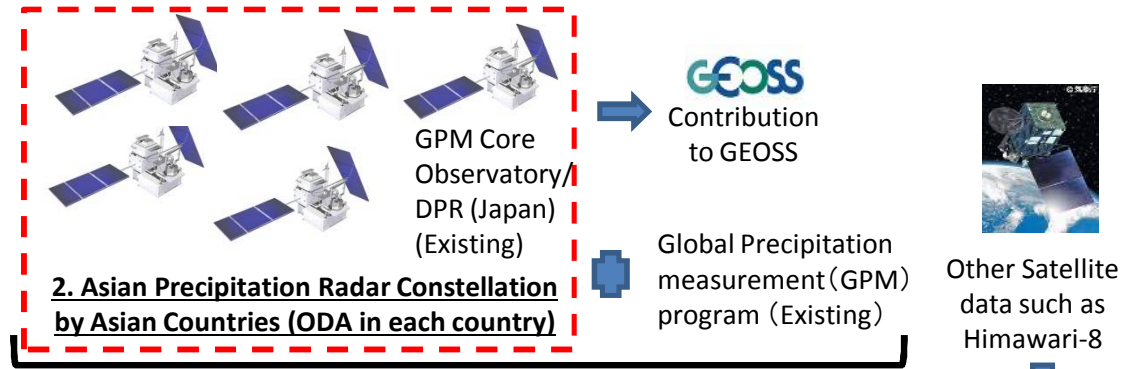 GPM Core
Observatory/
DPR (Japan)
(Existing)
2. Asian Precipitation Radar Constellation
by Asian Countries (ODA in each country)
GEOSS
Contribution
to GEOSS
Global Precipitation
measurement（GPM）
program （Existing）
Other Satellite
data such as
Himawari-8